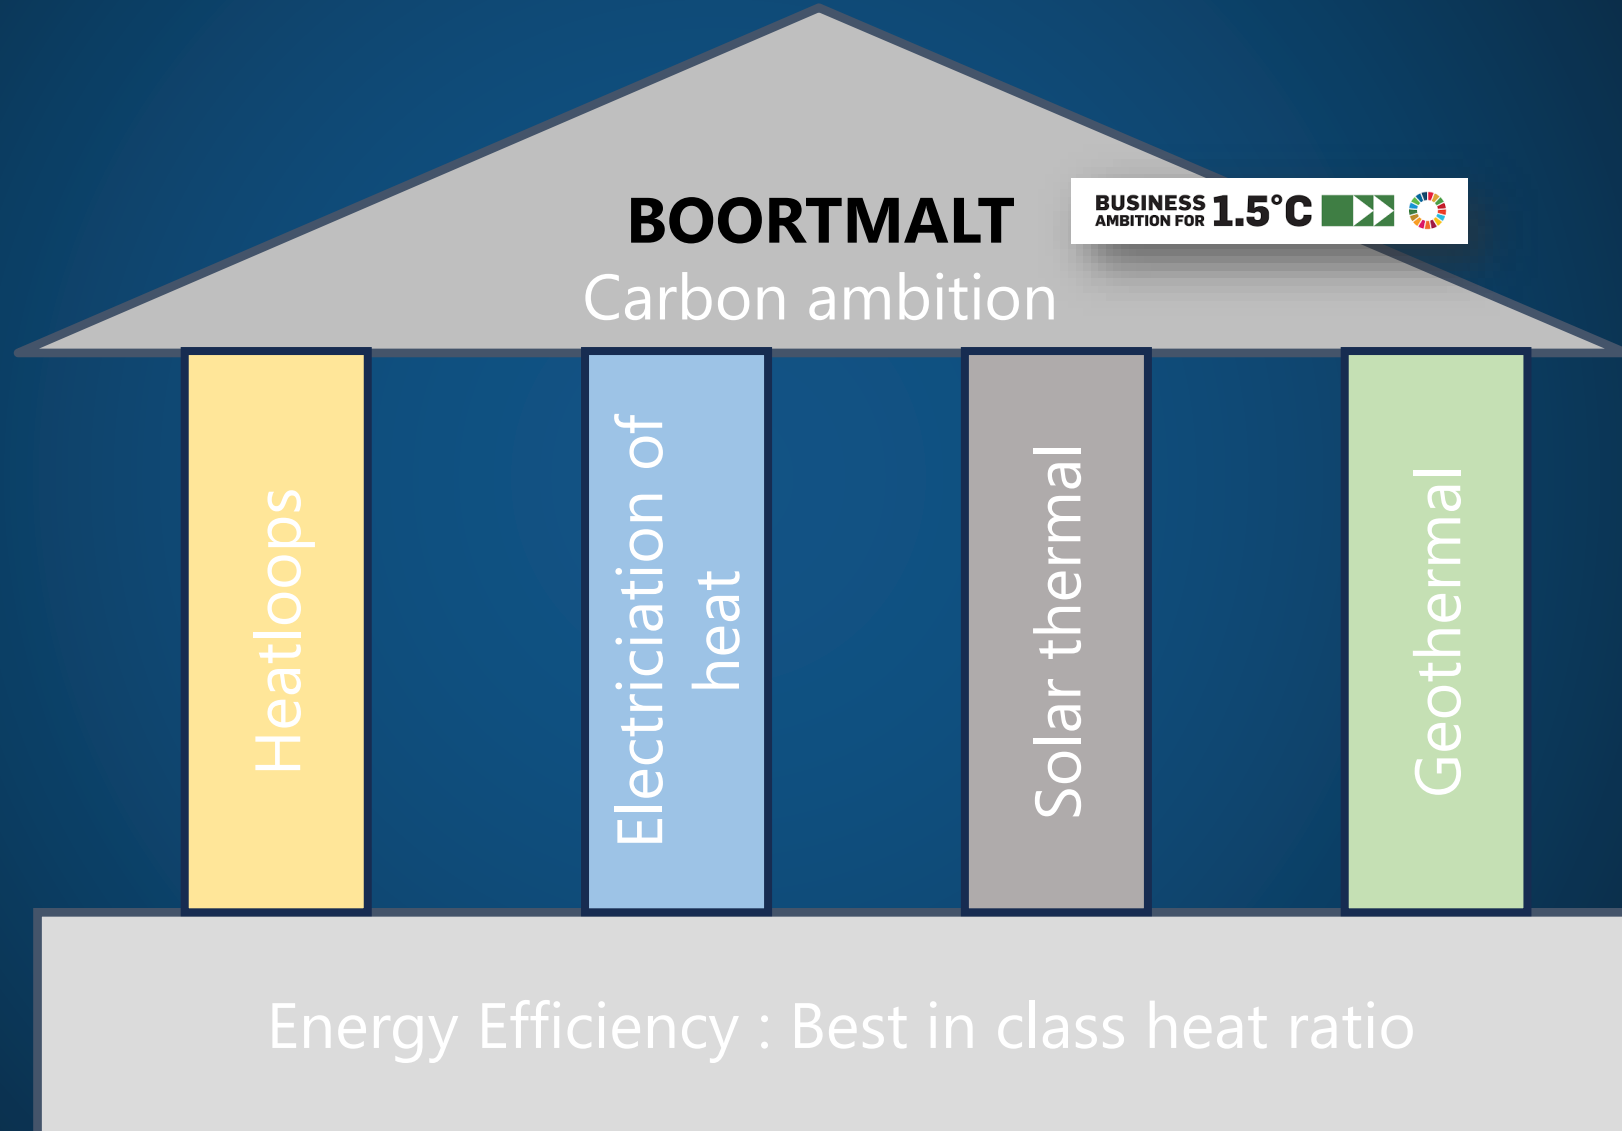 BOORTMALT
Carbon ambition
BUSINESS
AMBITION FOR 1.5°C
Heatloops
Electriciation of
heat
Solar thermal
Geothermal
Energy Efficiency : Best in class heat ratio